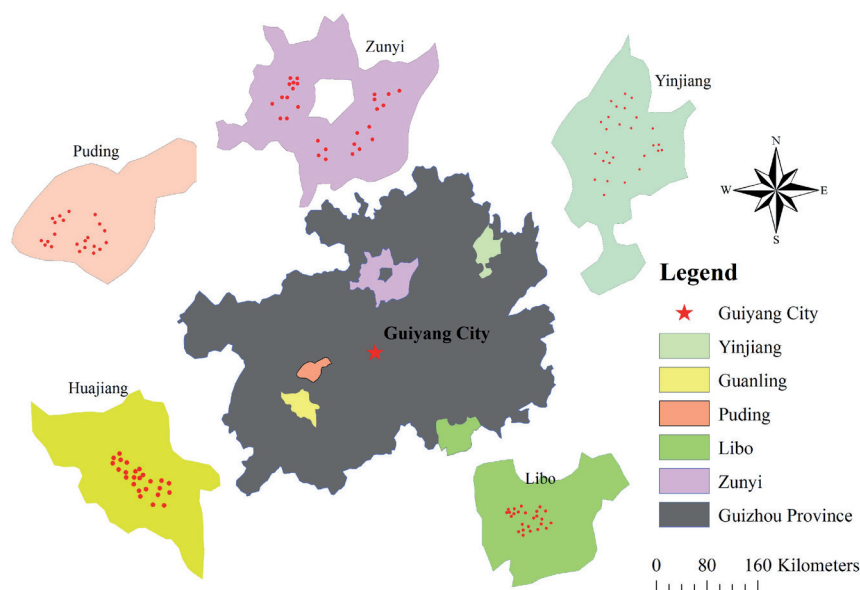 Zunyi
Yinjiang
Puding
N
W
E
S
Legend
Guiyang City
Guiyang City
Yinjiang
Huajiang
Guanling
Puding
Libo
Libo
Zunyi
Guizhou Province
0 80 160 Kilometers